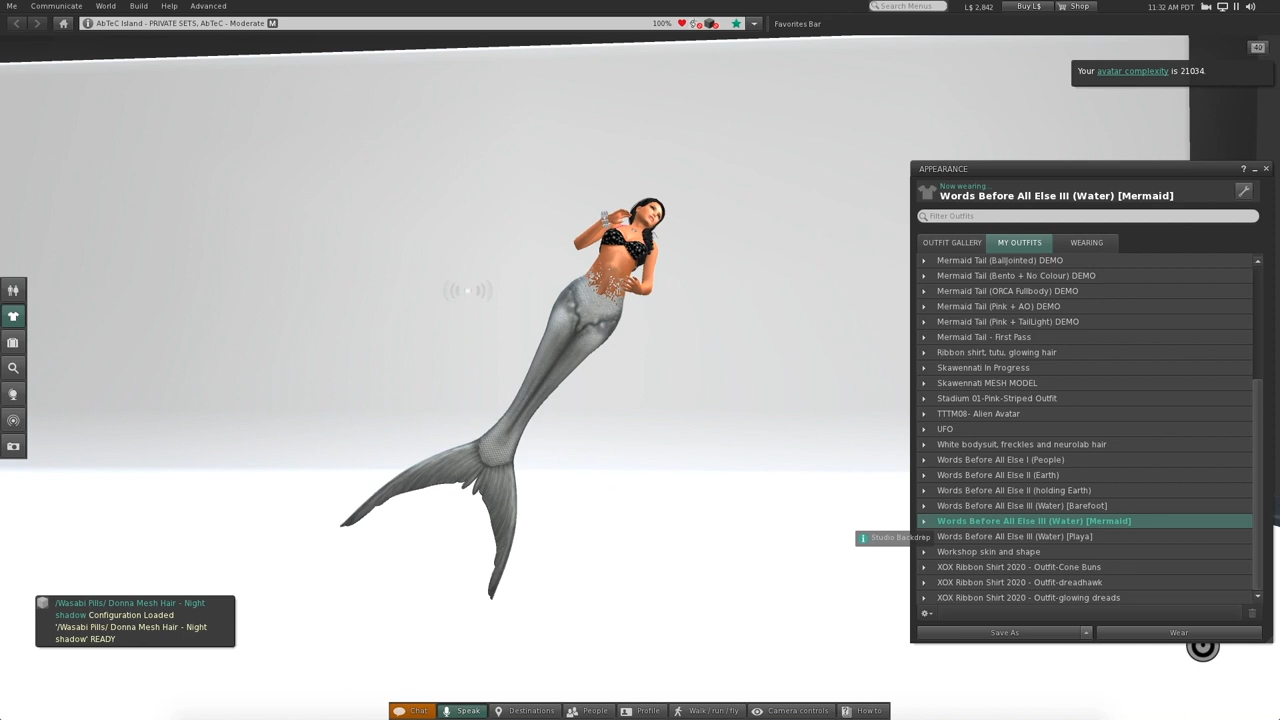 Me Communicate World Build Help Advanced
Search Menus
L$ 2,842
Buy L$
Shop
11:32 AM PDT
AbTeC Island - PRIVATE SETS, AbTeC - Moderate M
100%
Favorites Bar
40
Your avatar complexity is 21034.
APPEARANCE
Now wearing...
Words Before All Else III (Water) [Mermaid]
Filter Outfits
OUTFIT GALLERY MY OUTFITS WEARING
Mermaid Tail (BallJointed) DEMO
Mermaid Tail (Bento + No Colour) DEMO
Mermaid Tail (ORCA Fullbody) DEMO
Mermaid Tail (Pink + AO) DEMO
Mermaid Tail (Pink + TailLight) DEMO
Mermaid Tail - First Pass
Ribbon shirt, tutu, glowing hair
Skawennati In Progress
Skawennati MESH MODEL
Stadium 01-Pink-Striped Outfit
TTTM08- Alien Avatar
UFO
White bodysuit, freckles and neurolab hair
Words Before All Else I (People)
Words Before All Else II (Earth)
Words Before All Else II (holding Earth)
Words Before All Else III (Water) [Barefoot]
Words Before All Else III (Water) [Mermaid]
Words Before All Else III (Water) [Playa]
Workshop skin and shape
XOX Ribbon Shirt 2020 - Outfit-Cone Buns
XOX Ribbon Shirt 2020 - Outfit-dreadhawk
XOX Ribbon Shirt 2020 - Outfit-glowing dreads
Save As
Wear
Studio Backdrop
/Wasabi Pills/ Donna Mesh Hair - Night
shadow Configuration Loaded
'/Wasabi Pills/ Donna Mesh Hair - Night
shadow' READY
Chat Speak Destinations People Profile Walk / run / fly Camera controls How to